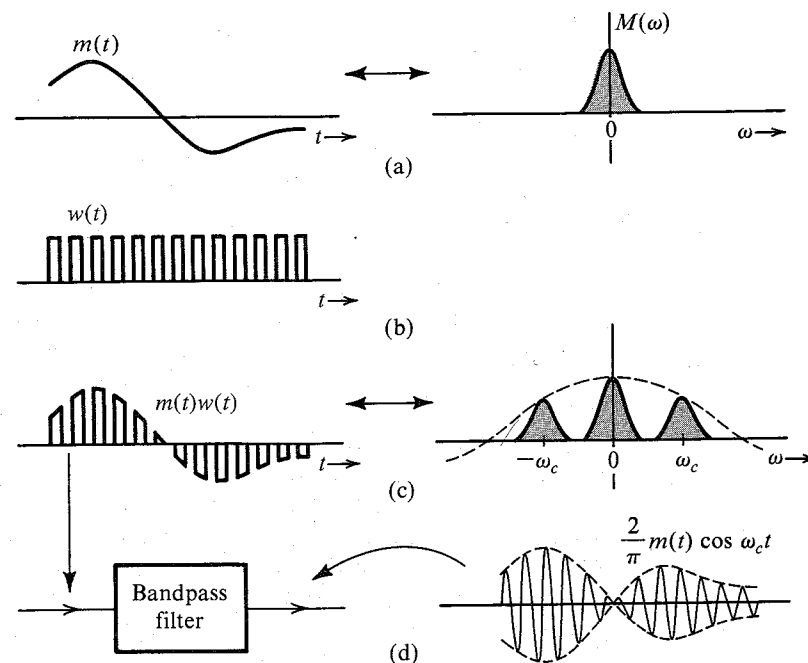 m(t)
M(ω)
t→
0
ω→
(a)
w(t)
t→
(b)
m(t)w(t)
t→
−ω_c
0
ω_c
ω→
(c)
2/π m(t) cos ω_c t
Bandpass
filter
(d)